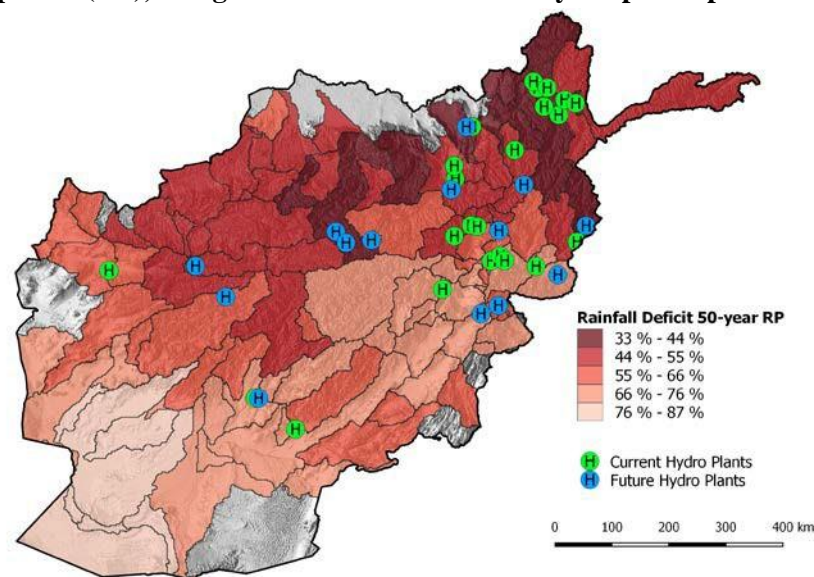 Rainfall Deficit 50-year RP
33 % - 44 %
44 % - 55 %
55 % - 66 %
66 % - 76 %
76 % - 87 %
H Current Hydro Plants
H Future Hydro Plants
0 100 200 300 400 km